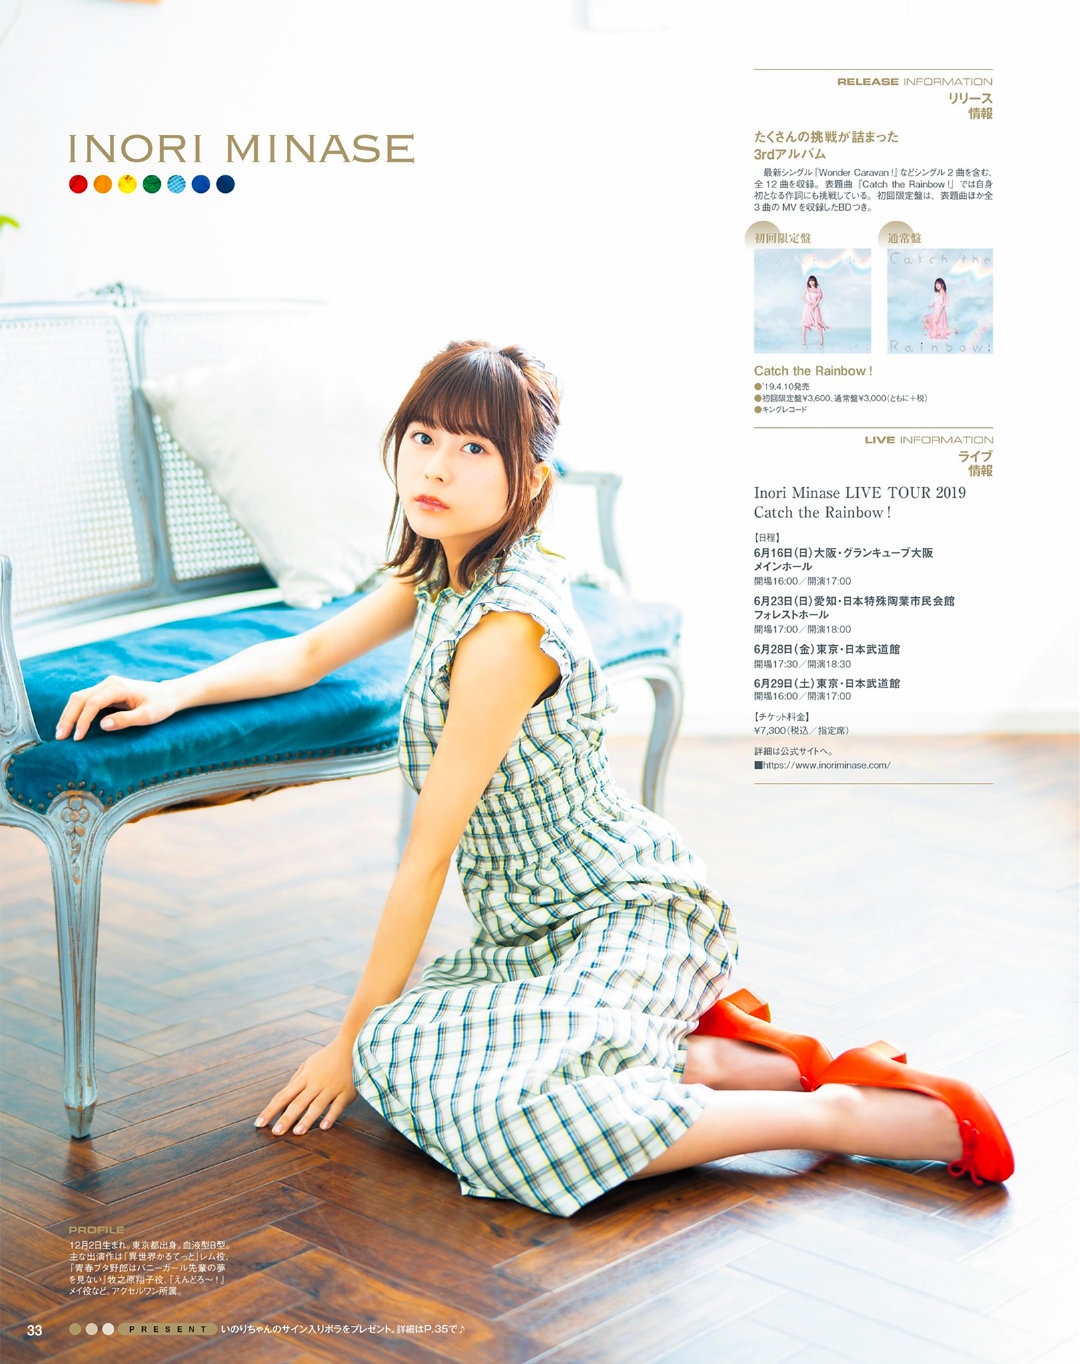 INORI MINASE
RELEASE INFORMATION
リリース
情報
たくさんの挑戦が詰まった
3rdアルバム
最新シングル『Wonder Caravan!』などシングル2曲を含む、
全12曲を収録。表題曲『Catch the Rainbow!』では自身
初となる作詞にも挑戦している。初回限定盤は、表題曲ほか全
3曲のMVを収録したBDつき。
初回限定盤
通常盤
Catch the
Rainbow!
Catch the Rainbow!
●'19.4.10発売
●初回限定盤¥3,600、通常盤¥3,000(ともに+税)
●キングレコード
LIVE INFORMATION
ライブ
情報
Inori Minase LIVE TOUR 2019
Catch the Rainbow!
【日程】
6月16日(日)大阪・グランキューブ大阪
メインホール
開場16:00/開演17:00
6月23日(日)愛知・日本特殊陶業市民会館
フォレストホール
開場17:00/開演18:00
6月28日(金)東京・日本武道館
開場17:30/開演18:30
6月29日(土)東京・日本武道館
開場16:00/開演17:00
【チケット料金】
¥7,300(税込/指定席)
詳細は公式サイトへ。
■https://www.inoriminase.com/
PROFILE
12月2日生まれ。東京都出身。血液型B型。
主な出演作は「異世界かるてっと」レム役、
「青春ブタ野郎はバニーガール先輩の夢
を見ない」牧之原翔子役、「えんどろ〜!」
メイ役など。アクセルワン所属。
33
PRESENT いのりちゃんのサイン入りポラをプレゼント。詳細はP.35で♪